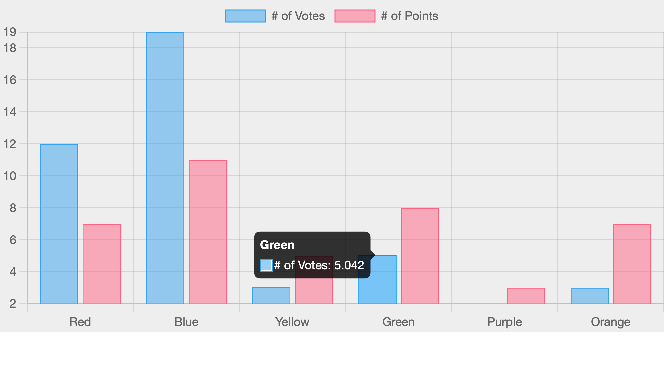 # of Votes # of Points
19
18
16
14
12
10
8
6
4
2
Green
# of Votes: 5.042
Red Blue Yellow Green Purple Orange